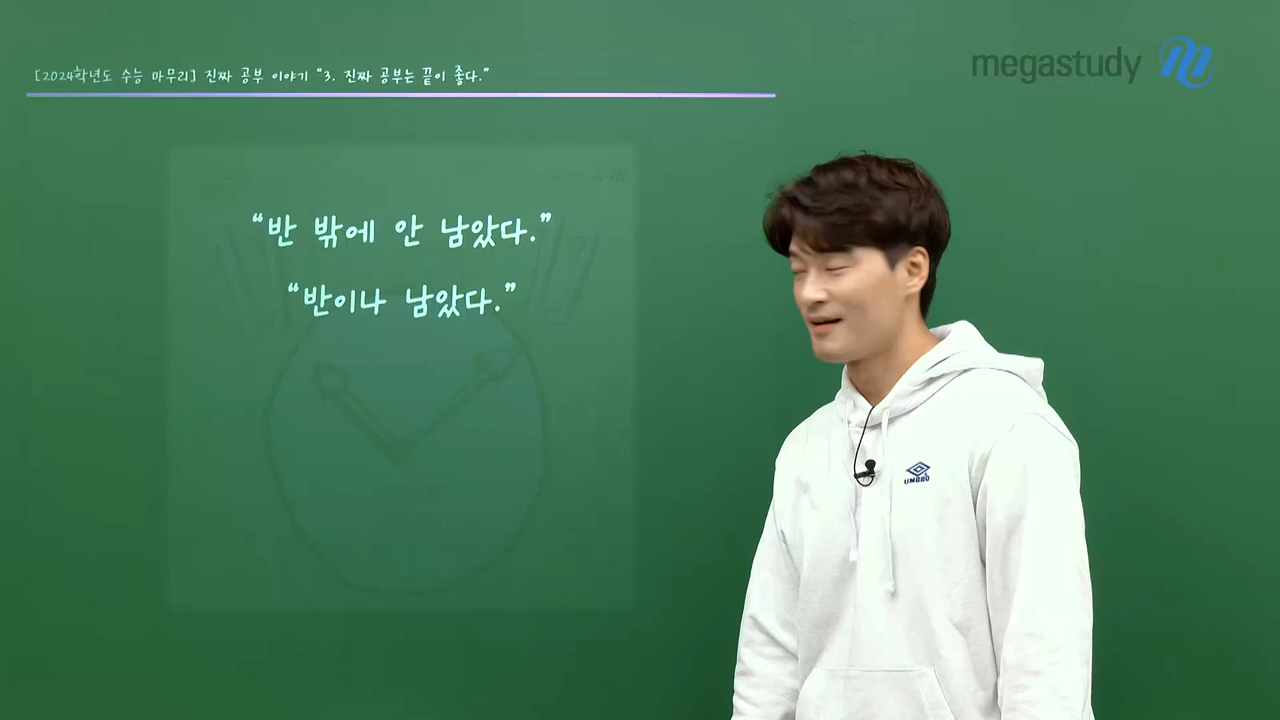 [2024학년도 수능 마무리] 진짜 공부 이야기 "3. 진짜 공부는 끝이 좋다."
megastudy
"반 밖에 안 남았다."
"반이나 남았다."
UMBRO